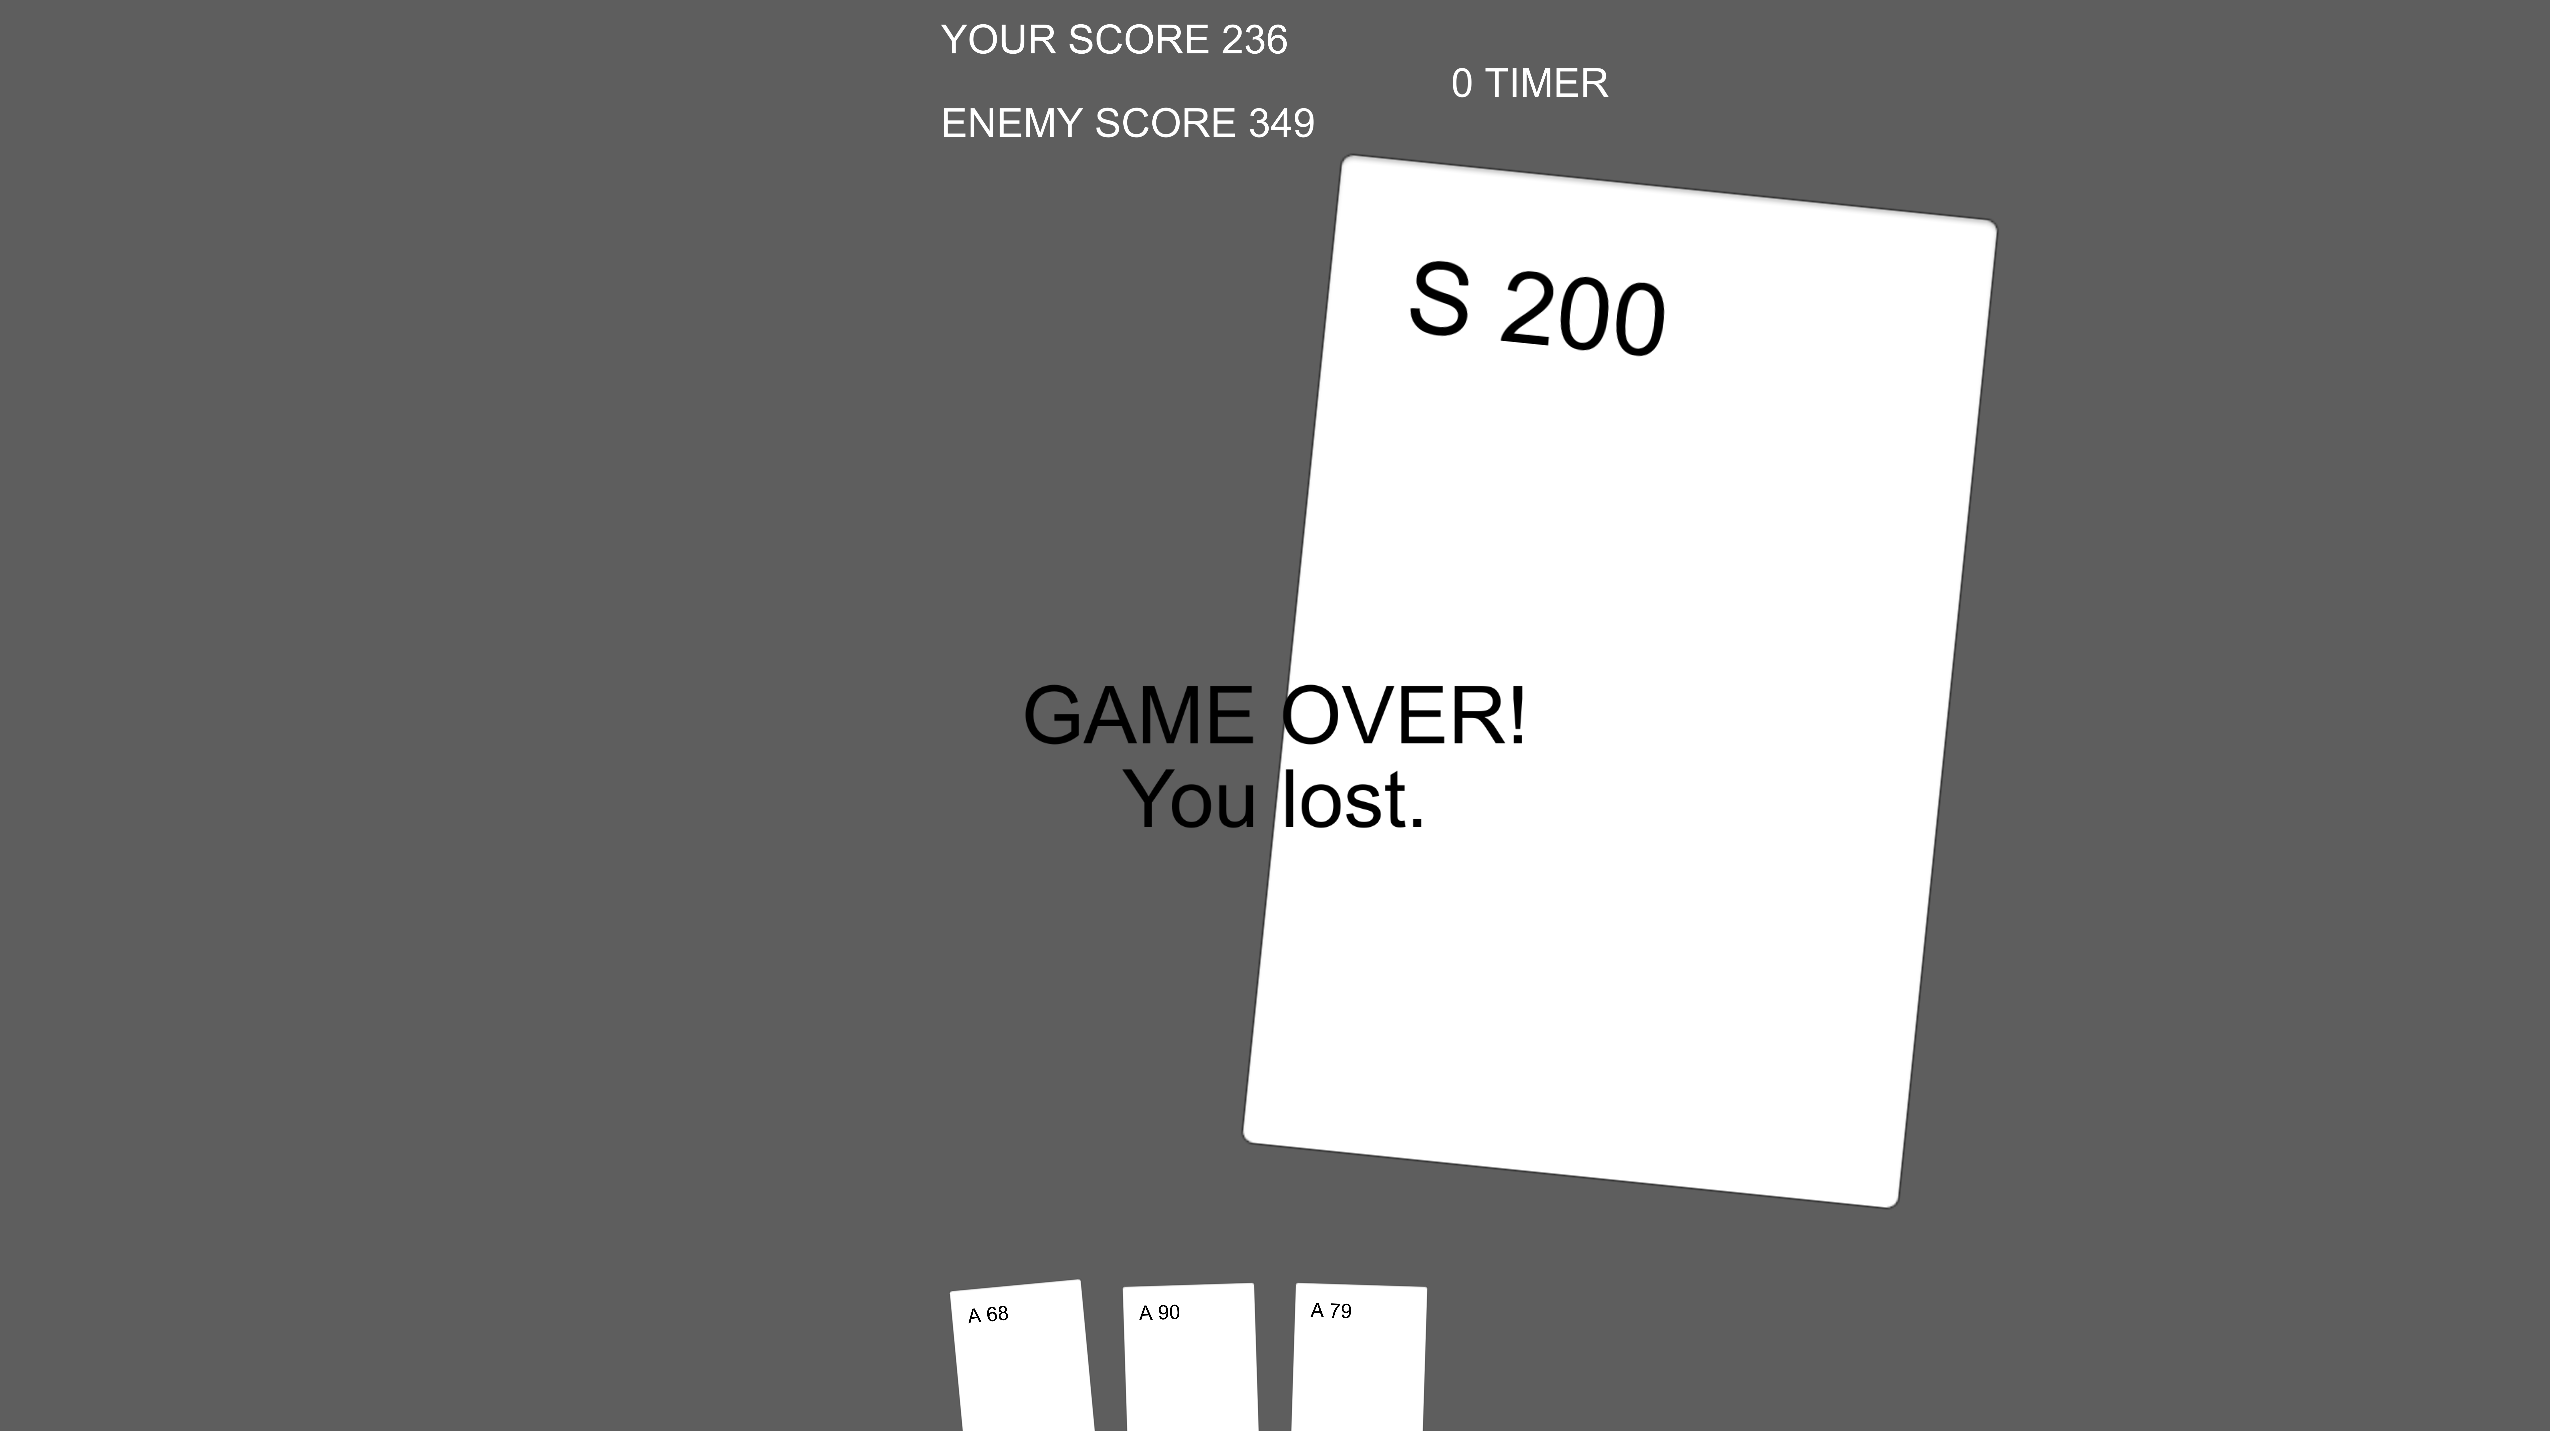 YOUR SCORE 236
0 TIMER
ENEMY SCORE 349
S 200
GAME OVER!
You lost.
A 68
A 90
A 79